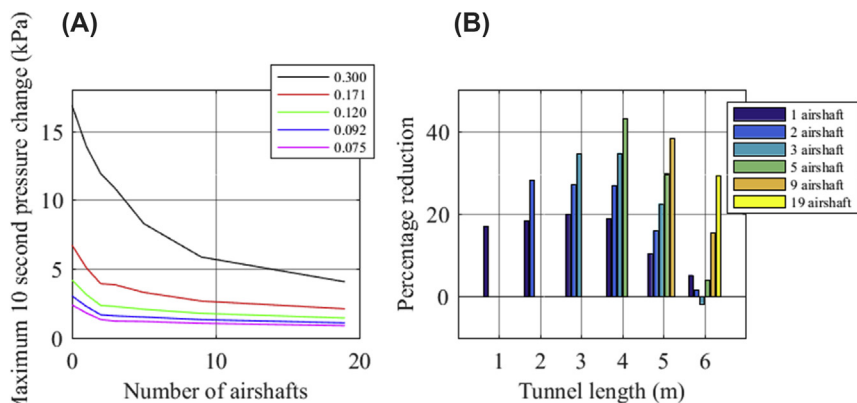 (A)
Maximum 10 second pressure change (kPa)
15
10
5
0
0
10
20
Number of airshafts
0.300
0.171
0.120
0.092
0.075
(B)
Percentage reduction
40
20
0
1 2 3 4 5 6
Tunnel length (m)
1 airshaft
2 airshaft
3 airshaft
5 airshaft
9 airshaft
19 airshaft